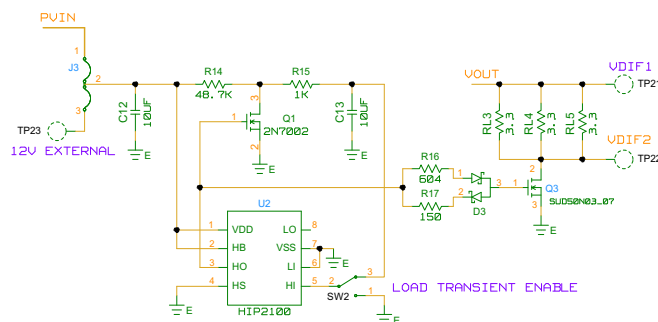 PVIN
VDIF1
1
J3
2
R14
R15
VOUT
TP21
48.7K
1K
C12
10UF
3
Q1
1
2N7002
2
C13
10UF
RL3
3.3
RL4
3.3
RL5
3.3
3
TP23
12V EXTERNAL
E
E
E
VDIF2
TP22
R16
604
1
R17
150
2
D3
3
1
2
Q3
3
SUD50N03_07
E
U2
1
VDD
LO
8
2
HB
VSS
7
E
3
HO
LI
6
4
HS
HI
5
2
3
1
SW2
LOAD TRANSIENT ENABLE
E
HIP2100
E